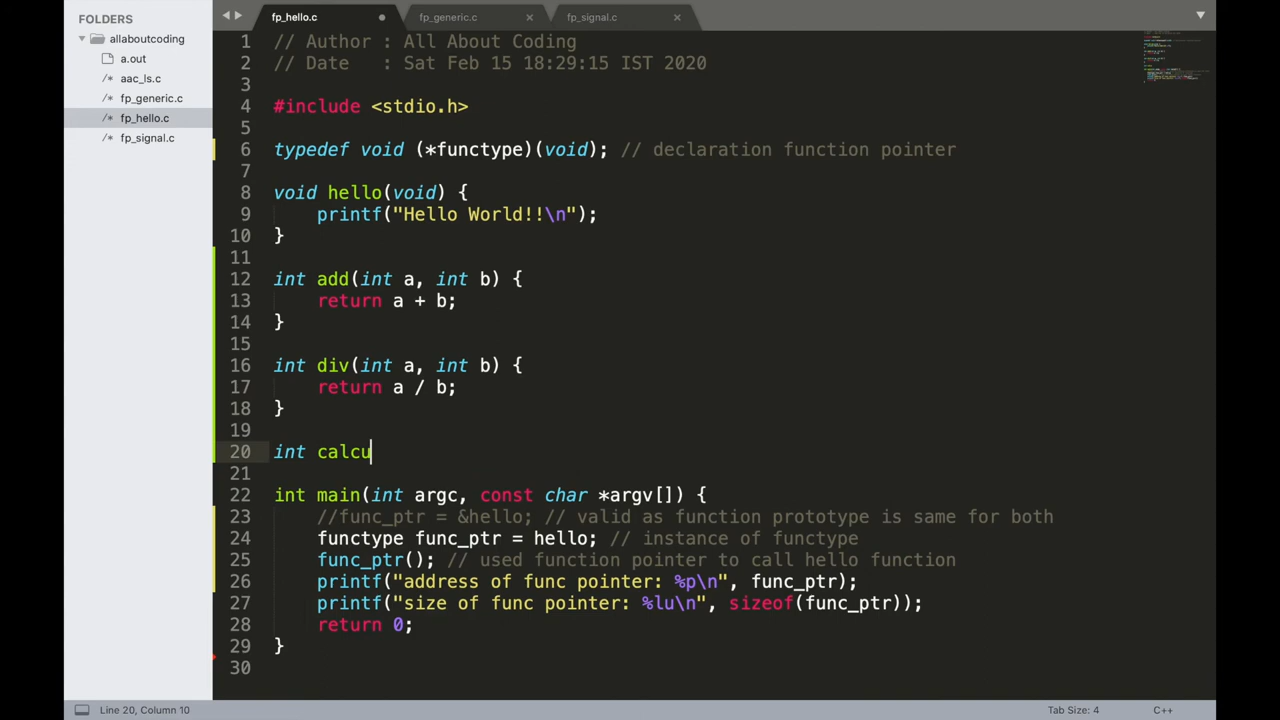 FOLDERS
allaboutcoding
a.out
aac_ls.c
fp_generic.c
fp_hello.c
fp_signal.c
fp_hello.c
fp_generic.c
fp_signal.c
1 // Author : All About Coding
2 // Date   : Sat Feb 15 18:29:15 IST 2020
3
4 #include <stdio.h>
5
6 typedef void (*functype)(void); // declaration function pointer
7
8 void hello(void) {
9     printf("Hello World!!\n");
10 }
11
12 int add(int a, int b) {
13     return a + b;
14 }
15
16 int div(int a, int b) {
17     return a / b;
18 }
19
20 int calcu
21
22 int main(int argc, const char *argv[]) {
23     //func_ptr = &hello; // valid as function prototype is same for both
24     functype func_ptr = hello; // instance of functype
25     func_ptr(); // used function pointer to call hello function
26     printf("address of func pointer: %p\n", func_ptr);
27     printf("size of func pointer: %lu\n", sizeof(func_ptr));
28     return 0;
29 }
30
Line 20, Column 10
Tab Size: 4
C++